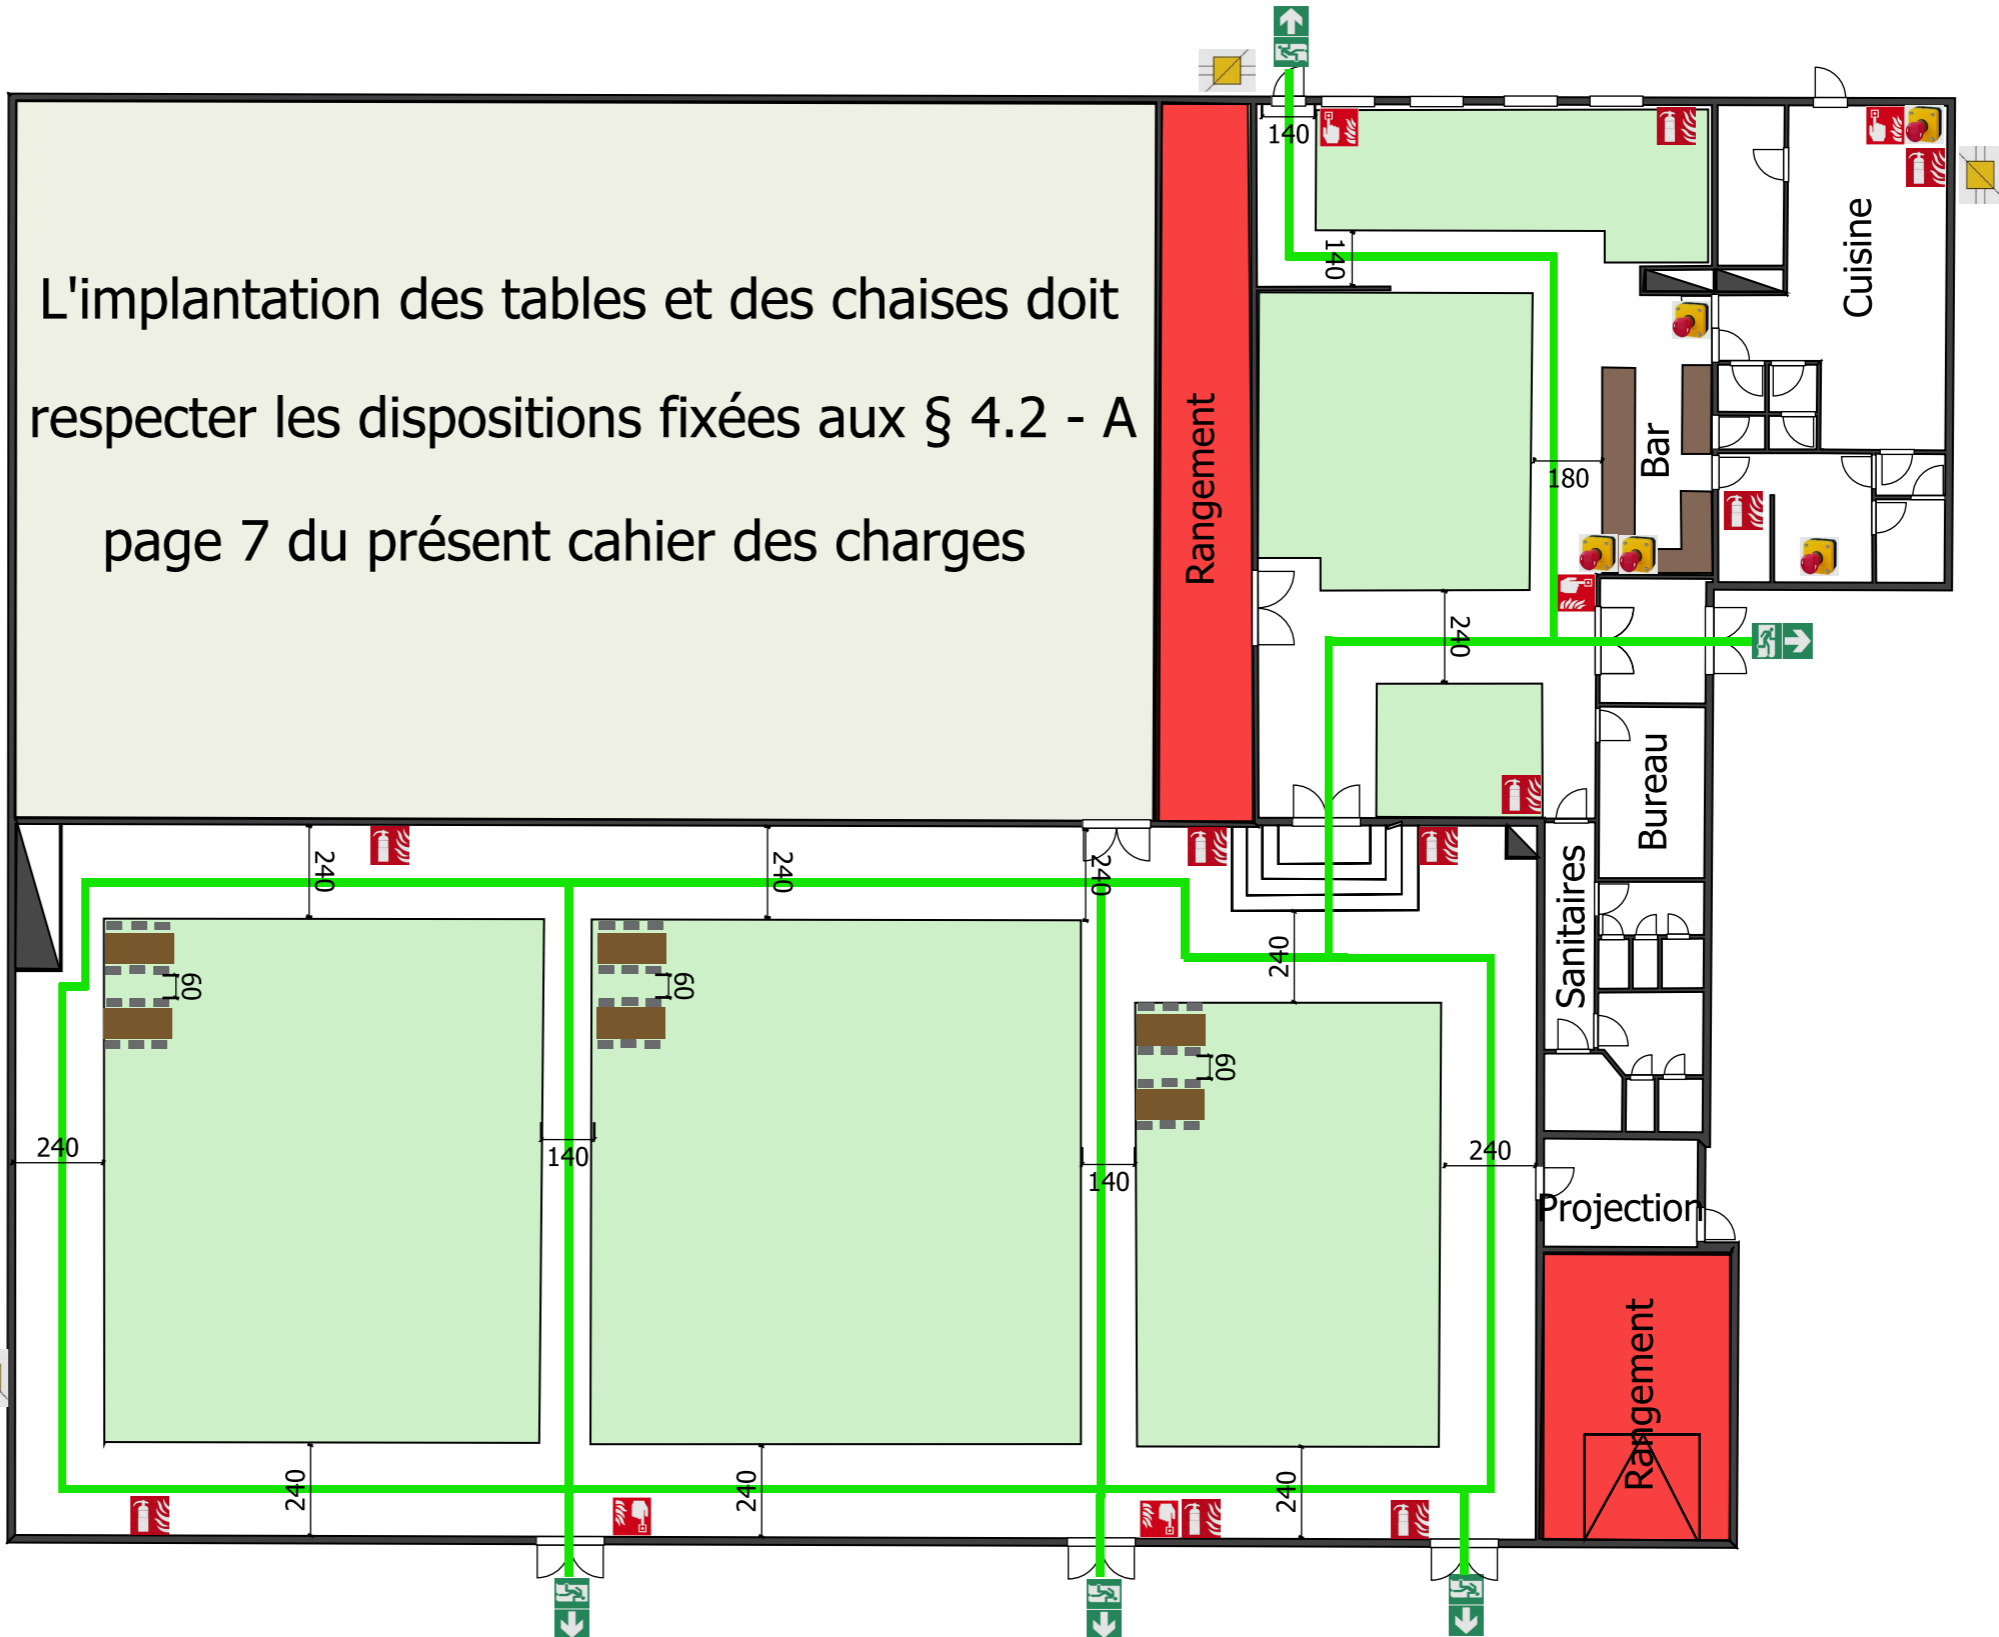 L'implantation des tables et des chaises doit
respecter les dispositions fixées aux § 4.2 - A
page 7 du présent cahier des charges
Rangement
140
140
Cuisine
Bar
180
240
Bureau
Sanitaires
240
240
240
240
60
60
60
240
140
140
240
Projection
Rangement
240
240
240